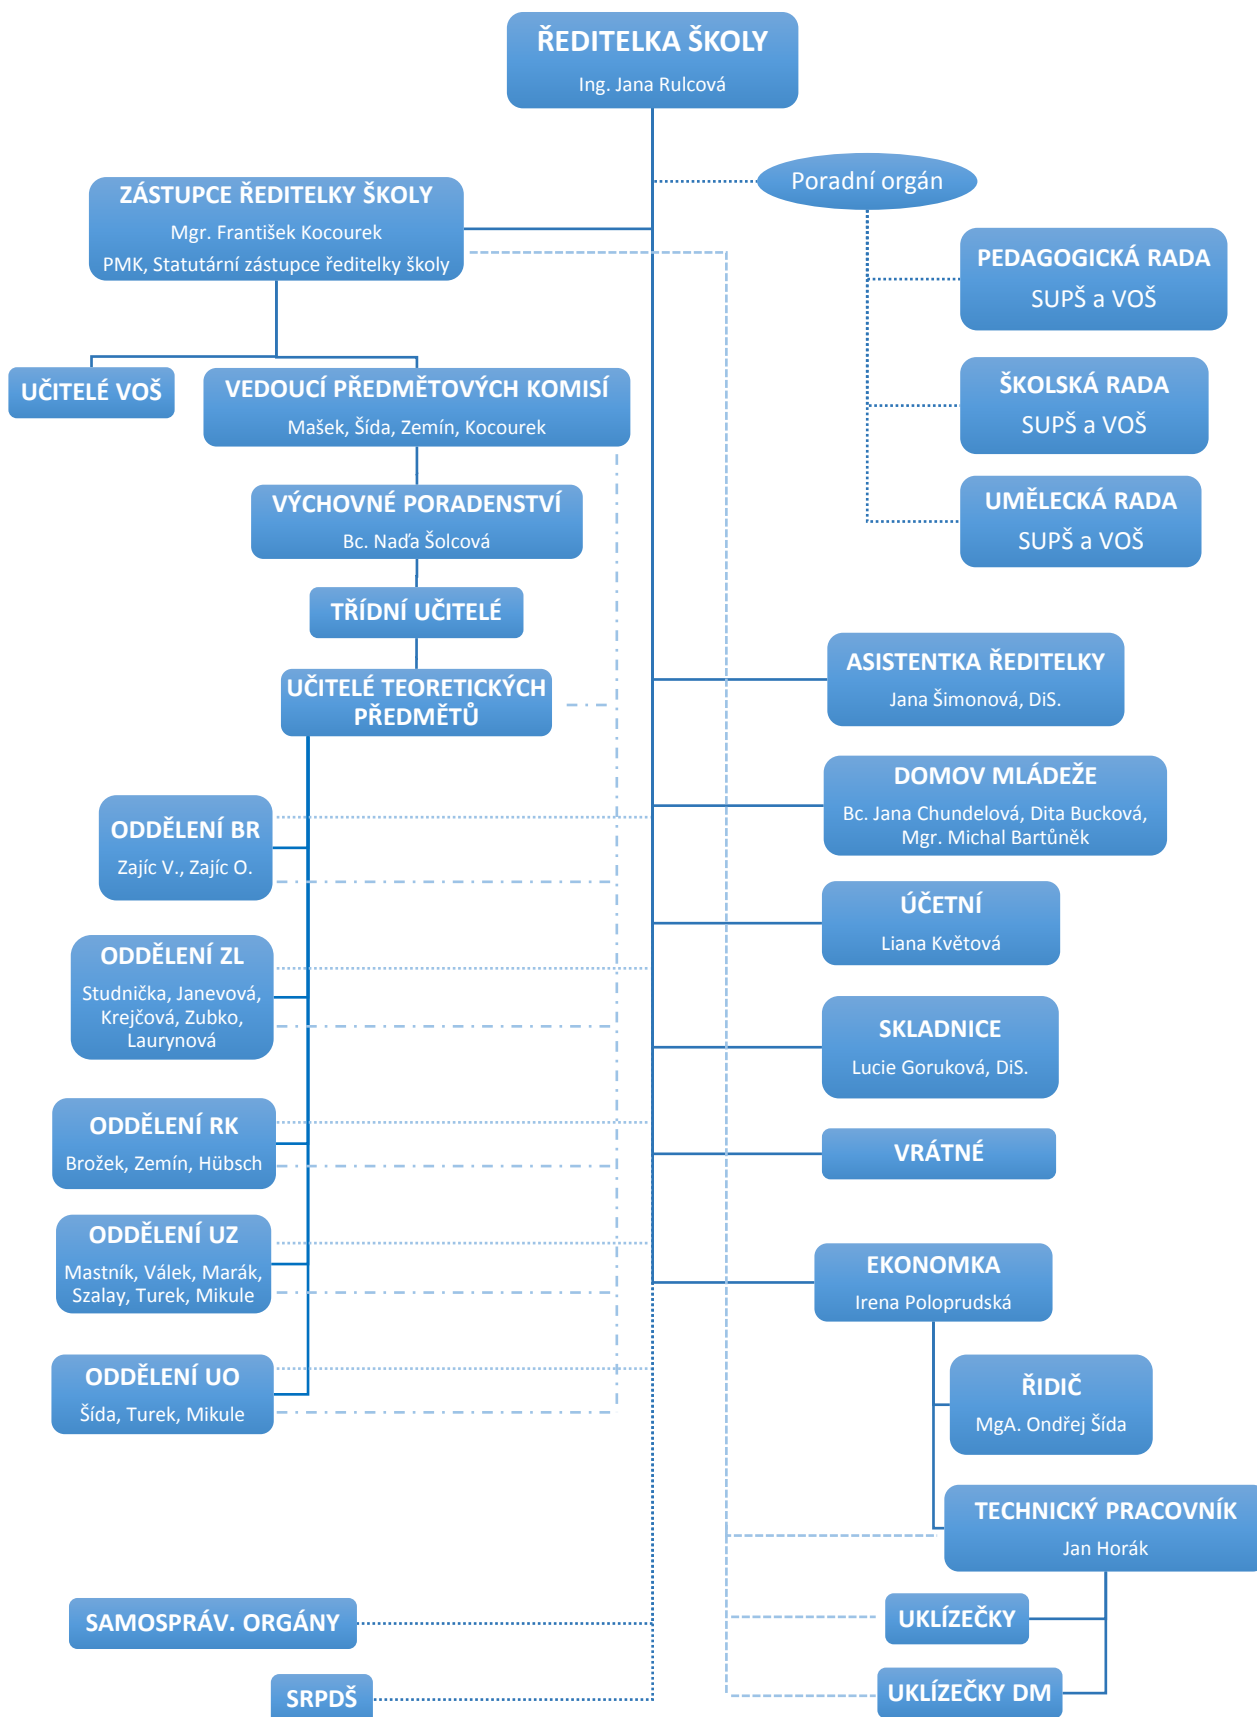 ŘEDITELKA ŠKOLY
Ing. Jana Rulcová
Poradní orgán
ZÁSTUPCE ŘEDITELKY ŠKOLY
Mgr. František Kocourek
PMK, Statutární zástupce ředitelky školy
PEDAGOGICKÁ RADA
SUPŠ a VOŠ
ŠKOLSKÁ RADA
SUPŠ a VOŠ
UMĚLECKÁ RADA
SUPŠ a VOŠ
UČITELÉ VOŠ
VEDOUCÍ PŘEDMĚTOVÝCH KOMISÍ
Mašek, Šída, Zemín, Kocourek
VÝCHOVNÉ PORADENSTVÍ
Bc. Naďa Šolcová
TŘÍDNÍ UČITELÉ
UČITELÉ TEORETICKÝCH
PŘEDMĚTŮ
ASISTENTKA ŘEDITELKY
Jana Šimonová, DiS.
DOMOV MLÁDEŽE
Bc. Jana Chundelová, Dita Bucková,
Mgr. Michal Bartůněk
ODDĚLENÍ BR
Zajíc V., Zajíc O.
ÚČETNÍ
Liana Květová
ODDĚLENÍ ZL
Studnička, Janevová,
Krejčová, Zubko,
Laurynová
SKLADNICE
Lucie Goruková, DiS.
ODDĚLENÍ RK
Brožek, Zemín, Hübsch
VRÁTNÉ
ODDĚLENÍ UZ
Mastník, Válek, Marák,
Szalay, Turek, Mikule
EKONOMKA
Irena Poloprudská
ODDĚLENÍ UO
Šída, Turek, Mikule
ŘIDIČ
MgA. Ondřej Šída
TECHNICKÝ PRACOVNÍK
Jan Horák
SAMOSPRÁV. ORGÁNY
UKLÍZEČKY
SRPDŠ
UKLÍZEČKY DM